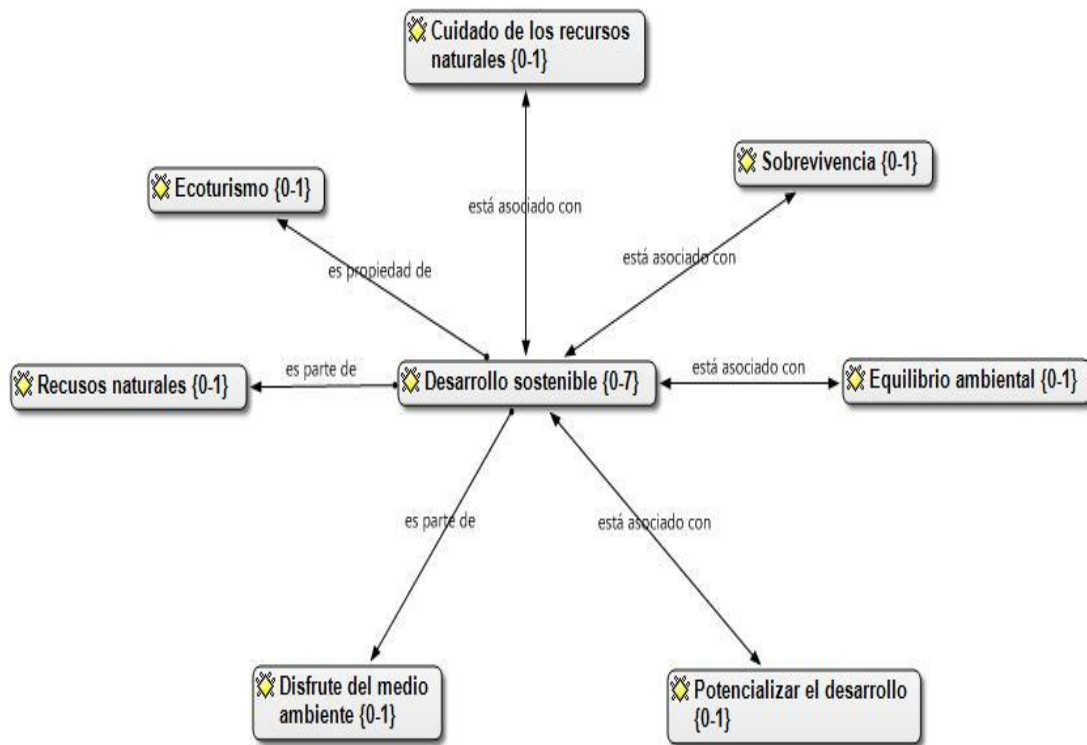 Cuidado de los recursos
naturales {0-1}
Sobrevivencia {0-1}
Ecoturismo {0-1}
está asociado con
está asociado con
es propiedad de
es parte de
está asociado con
Recusos naturales {0-1}
Desarrollo sostenible {0-7}
Equilibrio ambiental {0-1}
es parte de
está asociado con
Disfrute del medio
ambiente {0-1}
Potencializar el desarrollo
{0-1}